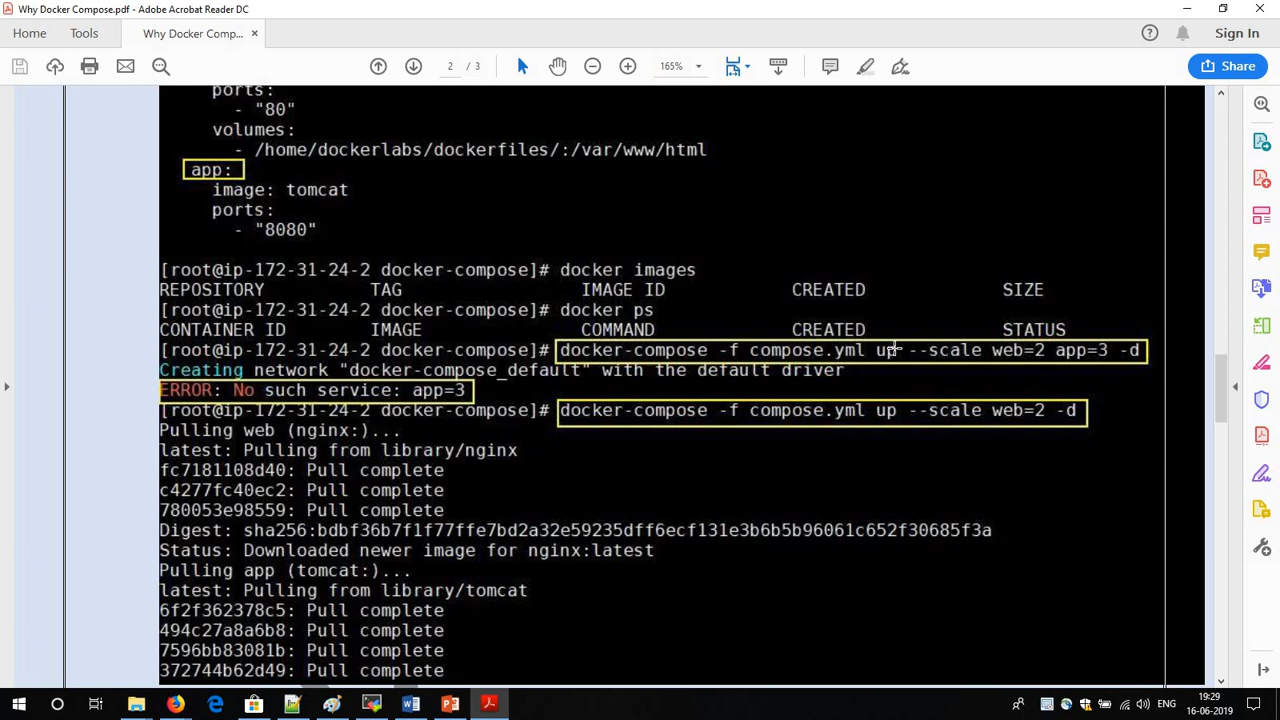 Why Docker Compose.pdf - Adobe Acrobat Reader DC
Home Tools Why Docker Comp... Sign In
2 / 3 165% Share
ports:
- "80"
volumes:
- /home/dockerlabs/dockerfiles/:/var/www/html
app:
image: tomcat
ports:
- "8080"
[root@ip-172-31-24-2 docker-compose]# docker images
REPOSITORY TAG IMAGE ID CREATED SIZE
[root@ip-172-31-24-2 docker-compose]# docker ps
CONTAINER ID IMAGE COMMAND CREATED STATUS
[root@ip-172-31-24-2 docker-compose]# docker-compose -f compose.yml up --scale web=2 app=3 -d
Creating network "docker-compose_default" with the default driver
ERROR: No such service: app=3
[root@ip-172-31-24-2 docker-compose]# docker-compose -f compose.yml up --scale web=2 -d
Pulling web (nginx:)...
latest: Pulling from library/nginx
fc7181108d40: Pull complete
c4277fc40ec2: Pull complete
780053e98559: Pull complete
Digest: sha256:bdbf36b7f1f77ffe7bd2a32e59235dff6ecf131e3b6b5b96061c652f30685f3a
Status: Downloaded newer image for nginx:latest
Pulling app (tomcat:)...
latest: Pulling from library/tomcat
6f2f362378c5: Pull complete
494c27a8a6b8: Pull complete
7596bb83081b: Pull complete
372744b62d49: Pull complete
ENG 19:29
16-06-2019